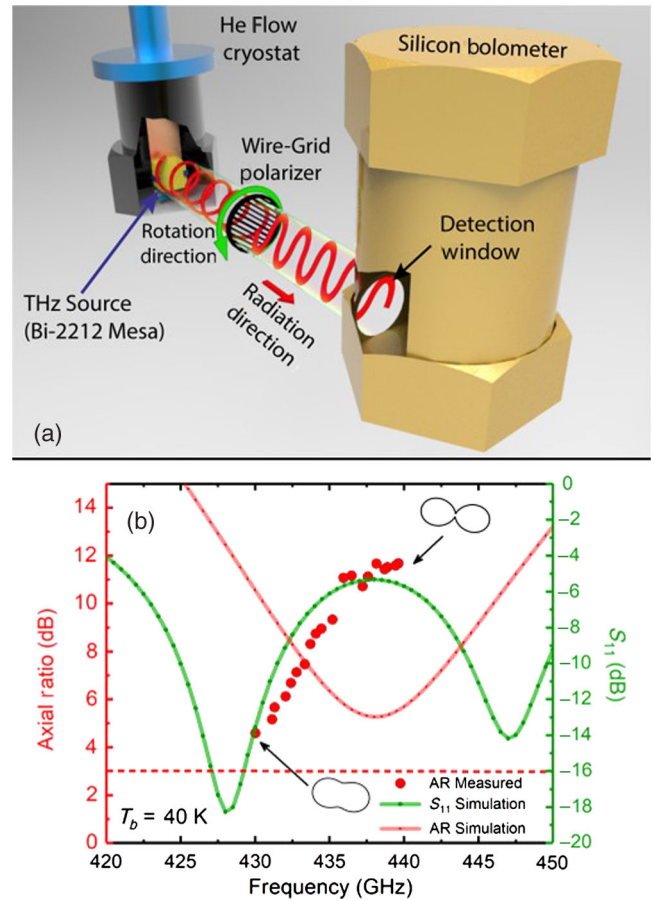 He Flow
cryostat
Silicon bolometer
Wire-Grid
polarizer
Rotation
direction
Detection
window
THz Source
(Bi-2212 Mesa)
Radiation
direction
(a)
(b)
14
12
10
8
6
4
2
0
Axial ratio (dB)
0
−2
−4
−6
−8
−10
−12
−14
−16
−18
−20
S11 (dB)
AR Measured
S11 Simulation
AR Simulation
Tb = 40 K
420 425 430 435 440 445 450
Frequency (GHz)